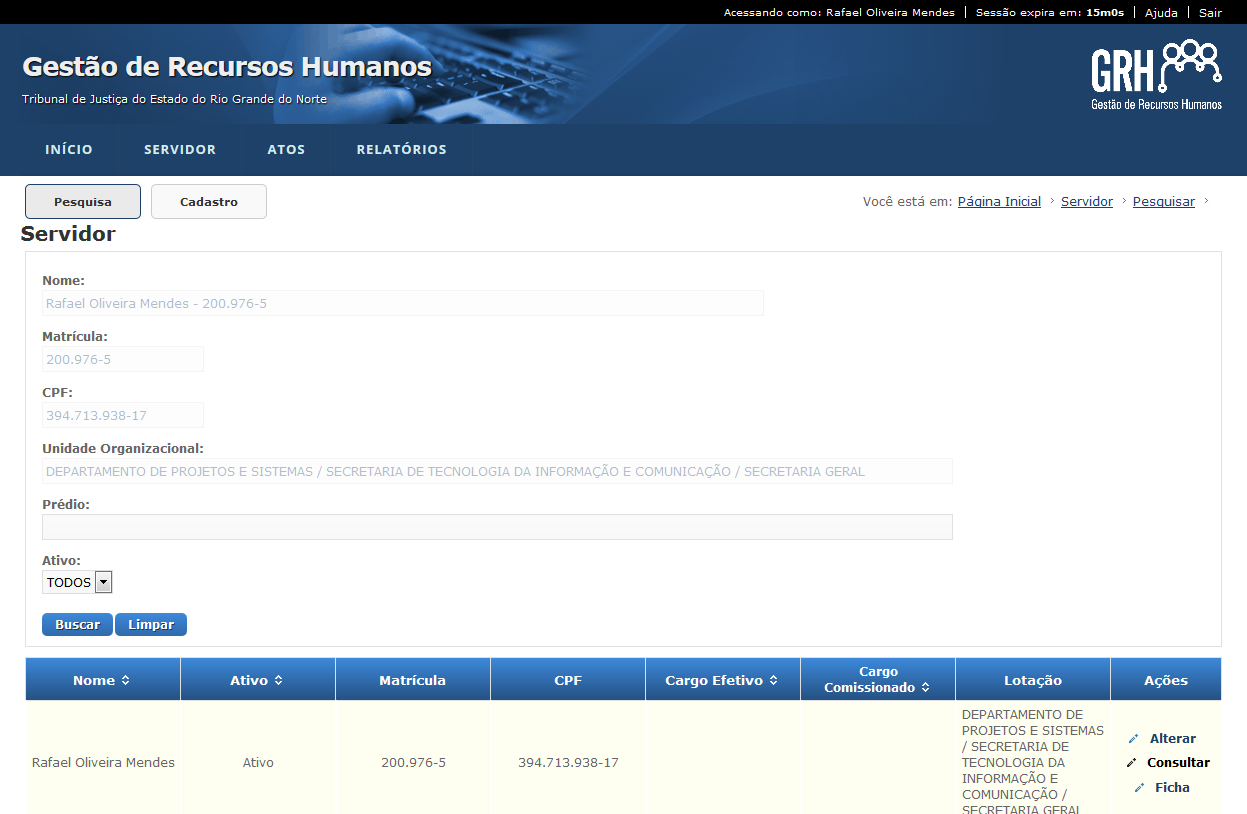 Acessando como: Rafael Oliveira Mendes | Sessão expira em: 15m0s | Ajuda | Sair
Gestão de Recursos Humanos
Tribunal de Justiça do Estado do Rio Grande do Norte
GRH
Gestão de Recursos Humanos
INÍCIO SERVIDOR ATOS RELATÓRIOS
Pesquisa Cadastro
Você está em: Página Inicial › Servidor › Pesquisar ›
Servidor
Nome:
Rafael Oliveira Mendes - 200.976-5
Matrícula:
200.976-5
CPF:
394.713.938-17
Unidade Organizacional:
DEPARTAMENTO DE PROJETOS E SISTEMAS / SECRETARIA DE TECNOLOGIA DA INFORMAÇÃO E COMUNICAÇÃO / SECRETARIA GERAL
Prédio:
Ativo:
TODOS
Buscar Limpar
Nome Ativo Matrícula CPF Cargo Efetivo Cargo Comissionado Lotação Ações
Rafael Oliveira Mendes Ativo 200.976-5 394.713.938-17
DEPARTAMENTO DE
PROJETOS E SISTEMAS
/ SECRETARIA DE
TECNOLOGIA DA
INFORMAÇÃO E
COMUNICAÇÃO /
SECRETARIA GERAL
Alterar
Consultar
Ficha